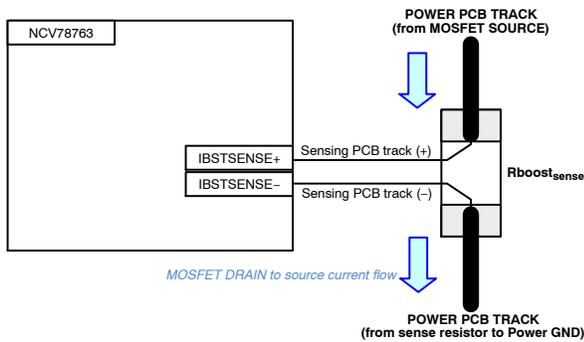 POWER PCB TRACK
(from MOSFET SOURCE)
NCV78763
IBSTSENSE+
Sensing PCB track (+)
Rboostsense
IBSTSENSE−
Sensing PCB track (−)
MOSFET DRAIN to source current flow
POWER PCB TRACK
(from sense resistor to Power GND)